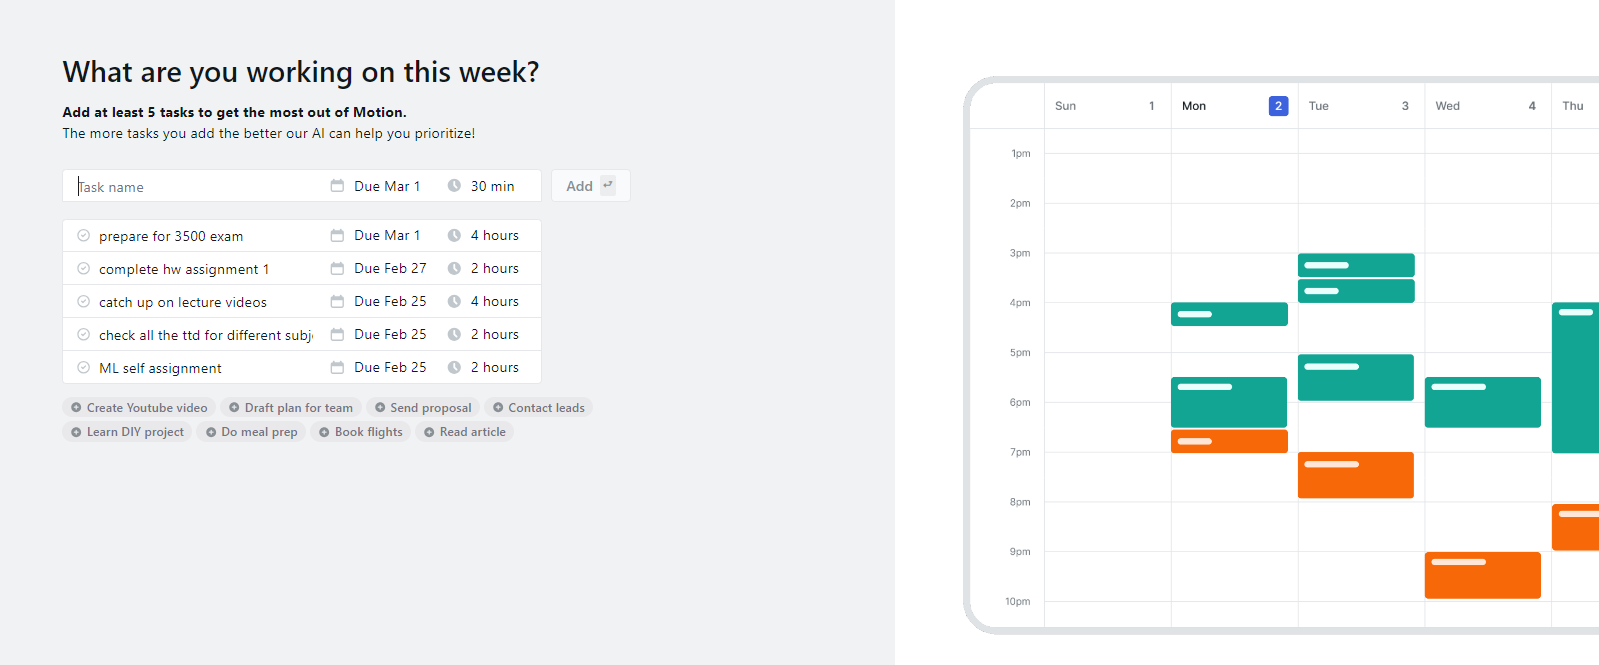 What are you working on this week?
Add at least 5 tasks to get the most out of Motion.
The more tasks you add the better our AI can help you prioritize!
Task name Due Mar 1 30 min Add
prepare for 3500 exam Due Mar 1 4 hours
complete hw assignment 1 Due Feb 27 2 hours
catch up on lecture videos Due Feb 25 4 hours
check all the ttd for different subj Due Feb 25 2 hours
ML self assignment Due Feb 25 2 hours
Create Youtube video Draft plan for team Send proposal Contact leads
Learn DIY project Do meal prep Book flights Read article
Sun 1 Mon 2 Tue 3 Wed 4 Thu
1pm
2pm
3pm
4pm
5pm
6pm
7pm
8pm
9pm
10pm